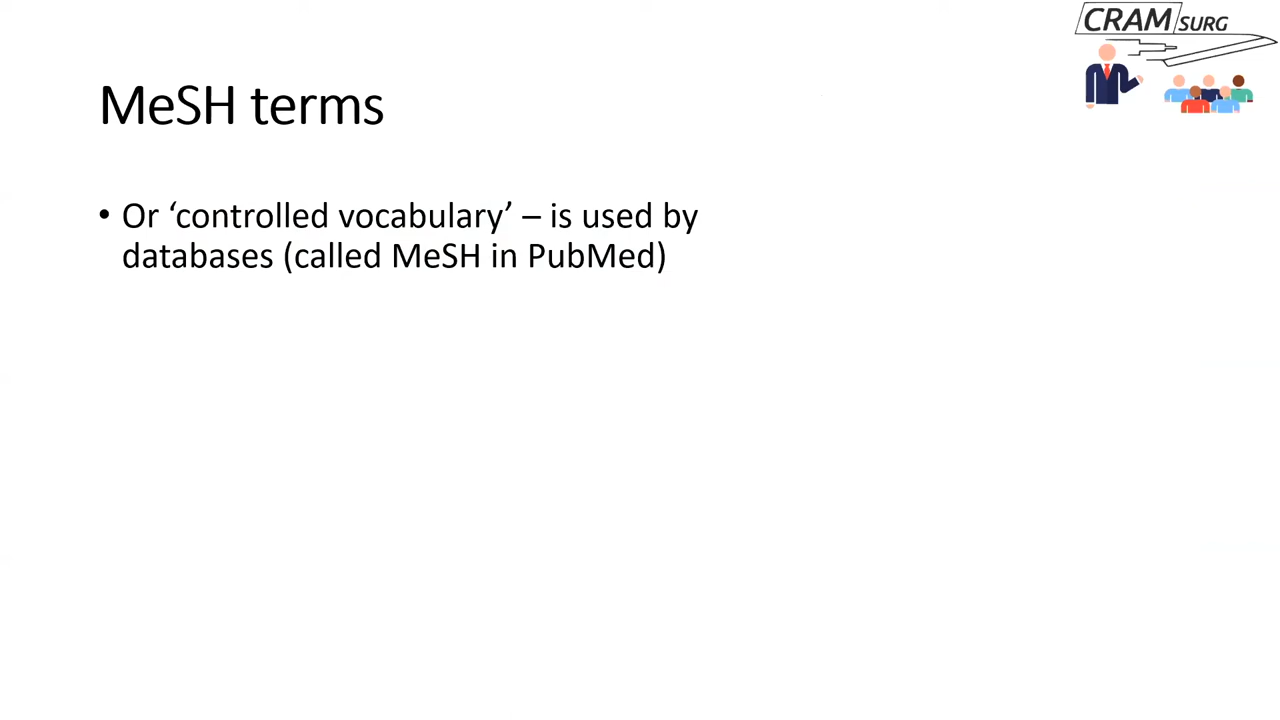 CRAM SURG
MeSH terms
• Or ‘controlled vocabulary’ – is used by
databases (called MeSH in PubMed)